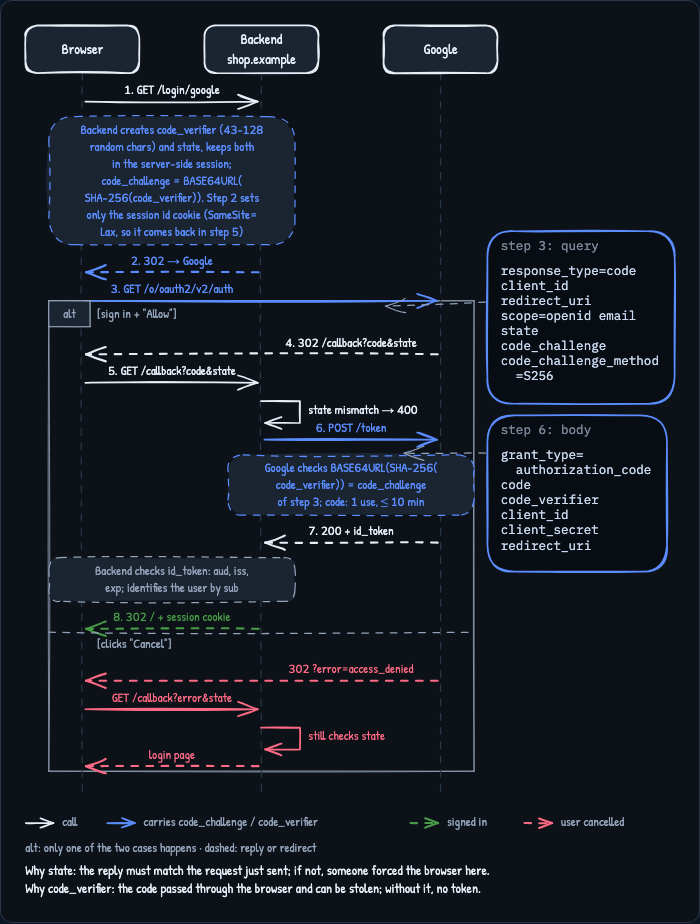 Browser
Backend
shop.example
Google
1. GET /login/google
Backend creates code_verifier (43-128
random chars) and state, keeps both
in the server-side session;
code_challenge = BASE64URL(
SHA-256(code_verifier)). Step 2 sets
only the session id cookie (SameSite=
Lax, so it comes back in step 5)
2. 302 → Google
3. GET /o/oauth2/v2/auth
step 3: query
response_type=code
client_id
redirect_uri
scope=openid email
state
code_challenge
code_challenge_method
=S256
alt
[sign in + "Allow"]
4. 302 /callback?code&state
5. GET /callback?code&state
state mismatch → 400
6. POST /token
step 6: body
grant_type=
authorization_code
code
code_verifier
client_id
client_secret
redirect_uri
Google checks BASE64URL(SHA-256(
code_verifier)) = code_challenge
of step 3; code: 1 use, ≤ 10 min
7. 200 + id_token
Backend checks id_token: aud, iss,
exp; identifies the user by sub
8. 302 / + session cookie
[clicks "Cancel"]
302 ?error=access_denied
GET /callback?error&state
still checks state
login page
call
carries code_challenge / code_verifier
signed in
user cancelled
alt: only one of the two cases happens · dashed: reply or redirect
Why state: the reply must match the request just sent; if not, someone forced the browser here.
Why code_verifier: the code passed through the browser and can be stolen; without it, no token.